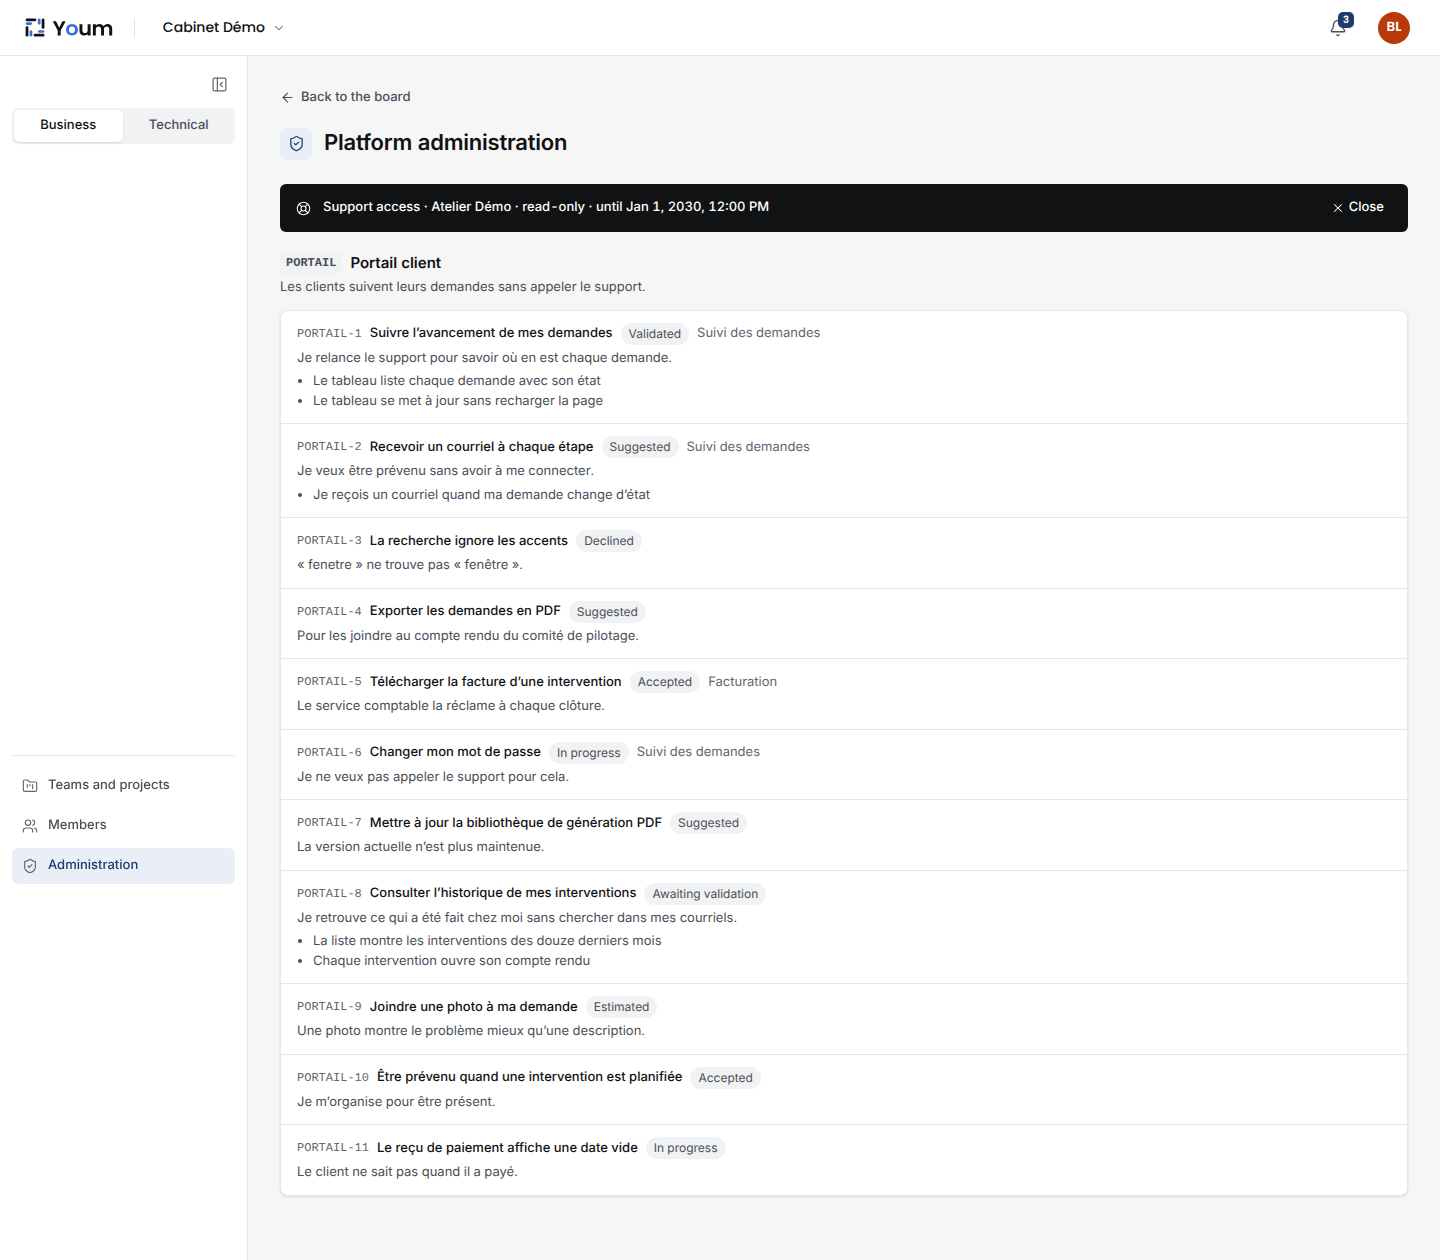 Youm
Cabinet Démo
3
BL
Business
Technical
Teams and projects
Members
Administration
Back to the board
Platform administration
Support access · Atelier Démo · read-only · until Jan 1, 2030, 12:00 PM
Close
PORTAIL Portail client
Les clients suivent leurs demandes sans appeler le support.
PORTAIL-1 Suivre l’avancement de mes demandes Validated Suivi des demandes
Je relance le support pour savoir où en est chaque demande.
• Le tableau liste chaque demande avec son état
• Le tableau se met à jour sans recharger la page
PORTAIL-2 Recevoir un courriel à chaque étape Suggested Suivi des demandes
Je veux être prévenu sans avoir à me connecter.
• Je reçois un courriel quand ma demande change d’état
PORTAIL-3 La recherche ignore les accents Declined
« fenetre » ne trouve pas « fenêtre ».
PORTAIL-4 Exporter les demandes en PDF Suggested
Pour les joindre au compte rendu du comité de pilotage.
PORTAIL-5 Télécharger la facture d’une intervention Accepted Facturation
Le service comptable la réclame à chaque clôture.
PORTAIL-6 Changer mon mot de passe In progress Suivi des demandes
Je ne veux pas appeler le support pour cela.
PORTAIL-7 Mettre à jour la bibliothèque de génération PDF Suggested
La version actuelle n’est plus maintenue.
PORTAIL-8 Consulter l’historique de mes interventions Awaiting validation
Je retrouve ce qui a été fait chez moi sans chercher dans mes courriels.
• La liste montre les interventions des douze derniers mois
• Chaque intervention ouvre son compte rendu
PORTAIL-9 Joindre une photo à ma demande Estimated
Une photo montre le problème mieux qu’une description.
PORTAIL-10 Être prévenu quand une intervention est planifiée Accepted
Je m’organise pour être présent.
PORTAIL-11 Le reçu de paiement affiche une date vide In progress
Le client ne sait pas quand il a payé.